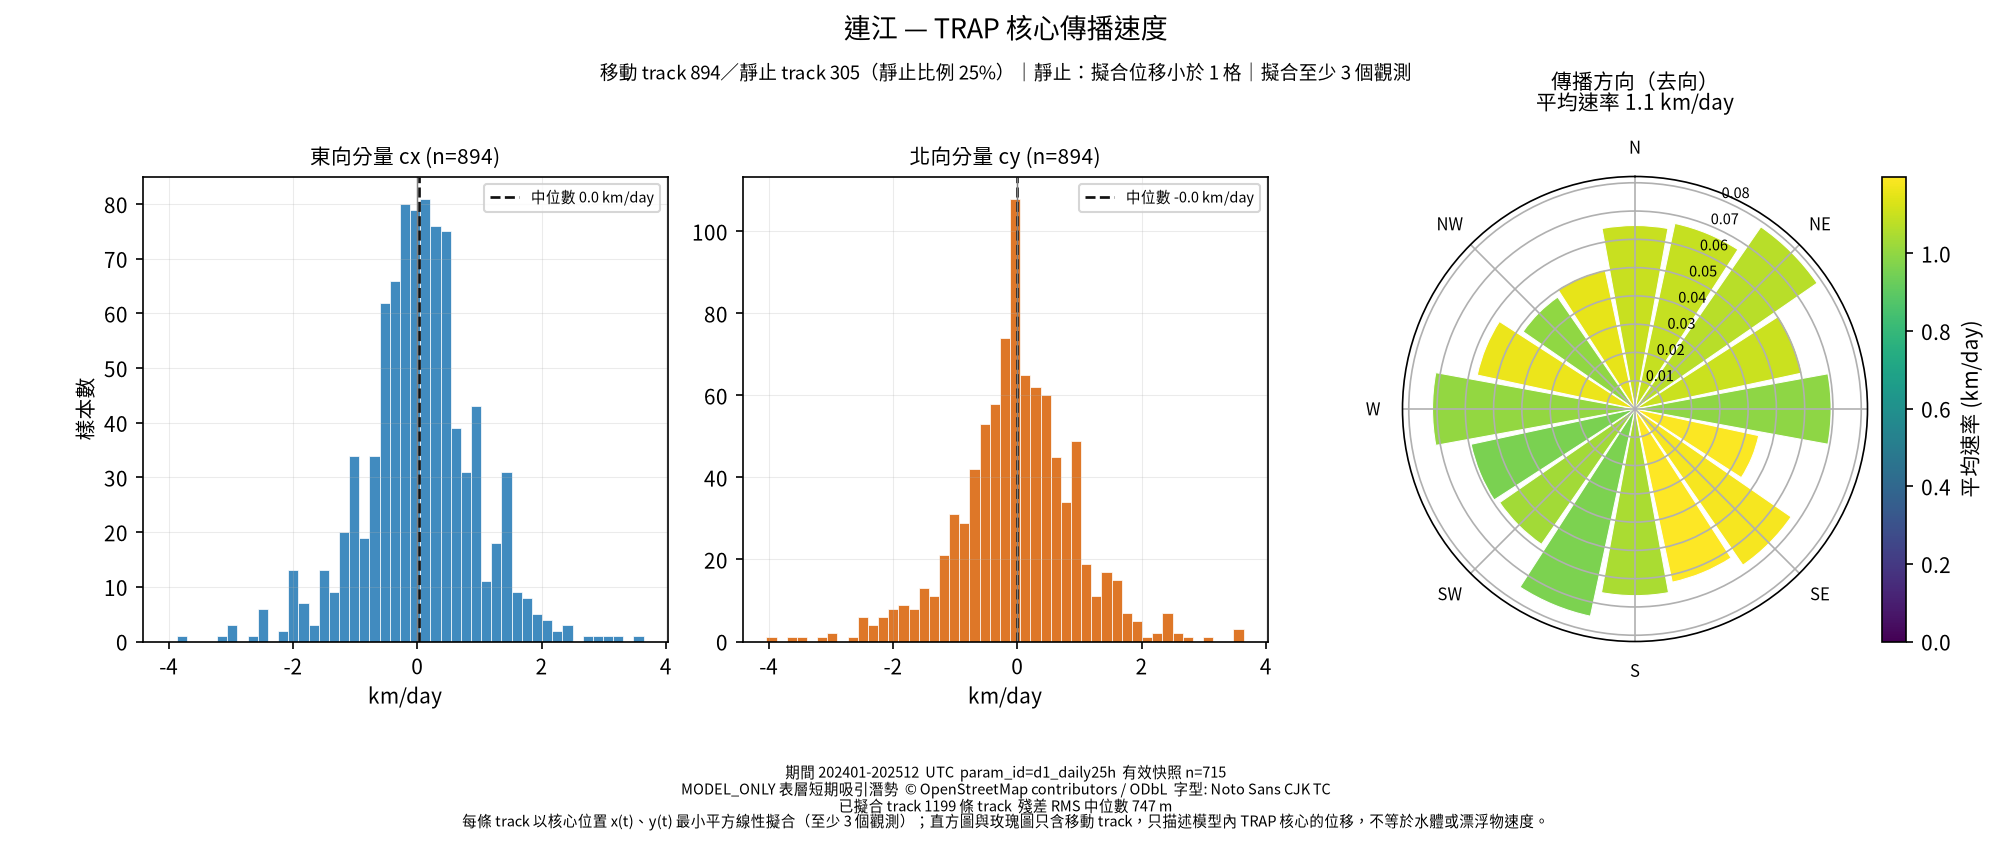 連江 — TRAP 核心傳播速度
移動 track 894／靜止 track 305（靜止比例 25%）｜靜止：擬合位移小於 1 格｜擬合至少 3 個觀測
東向分量 cx (n=894)
中位數 0.0 km/day
樣本數
0
10
20
30
40
50
60
70
80
-4
-2
0
2
4
km/day
北向分量 cy (n=894)
中位數 -0.0 km/day
0
20
40
60
80
100
-4
-2
0
2
4
km/day
傳播方向（去向）
平均速率 1.1 km/day
N
NE
SE
S
SW
W
NW
0.01
0.02
0.03
0.04
0.05
0.06
0.07
0.08
1.0
0.8
0.6
0.4
0.2
0.0
平均速率 (km/day)
期間 202401-202512 UTC param_id=d1_daily25h 有效快照 n=715
MODEL_ONLY 表層短期吸引潛勢 © OpenStreetMap contributors / ODbL 字型: Noto Sans CJK TC
已擬合 track 1199 條 track 殘差 RMS 中位數 747 m
每條 track 以核心位置 x(t)、y(t) 最小平方線性擬合（至少 3 個觀測）；直方圖與玫瑰圖只含移動 track，只描述模型內 TRAP 核心的位移，不等於水體或漂浮物速度。